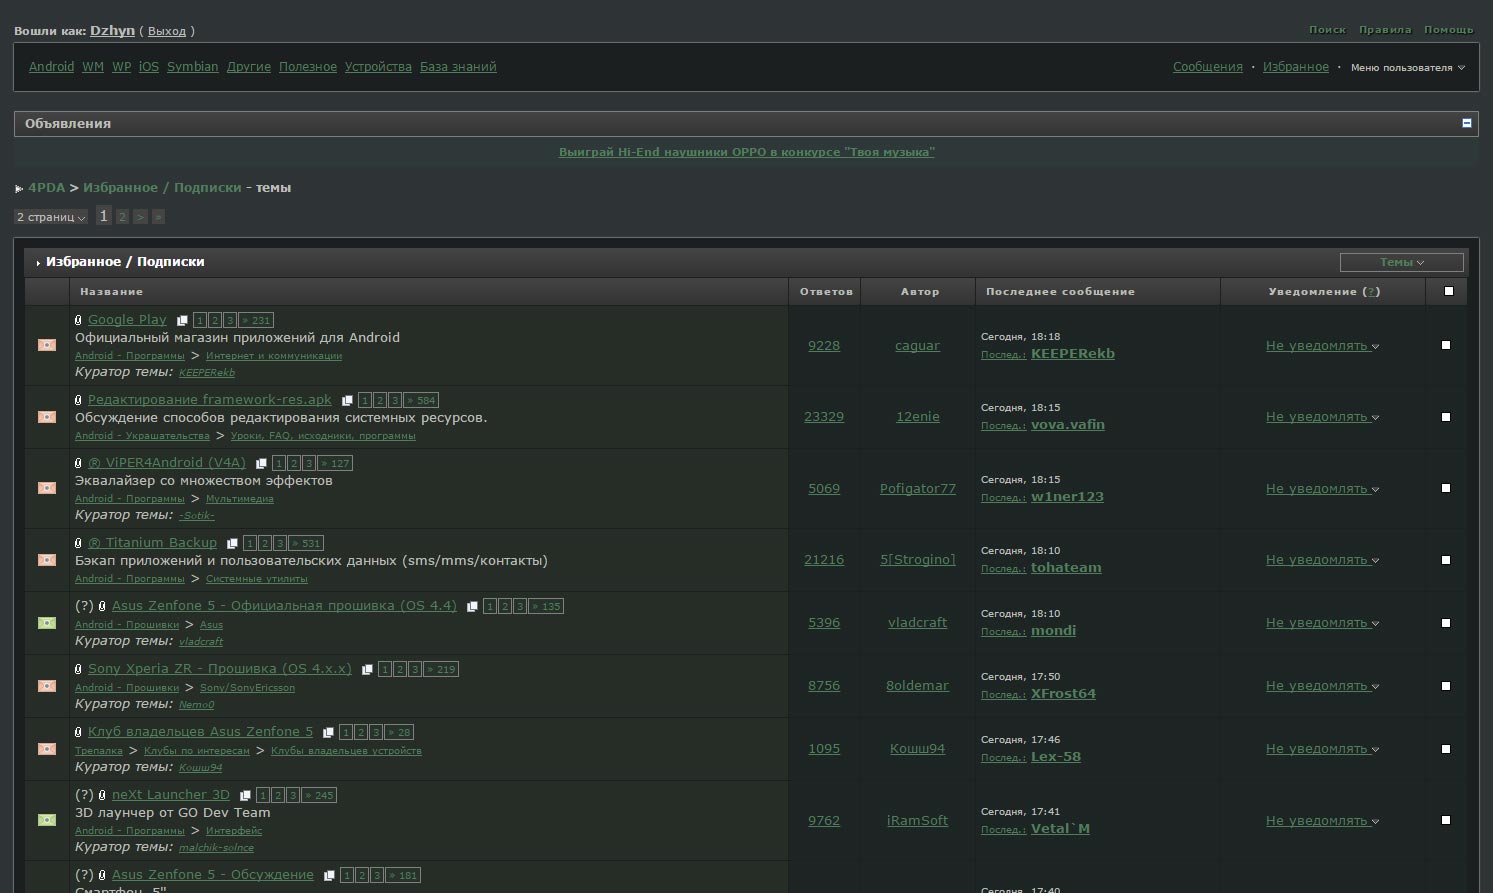 Вошли как: Dzhyn ( Выход )
Поиск Правила Помощь
Android WM WP iOS Symbian Другие Полезное Устройства База знаний
Сообщения · Избранное · Меню пользователя
Объявления
Выиграй Hi-End наушники OPPO в конкурсе "Твоя музыка"
4PDA > Избранное / Подписки - темы
2 страниц 1 2 > »
Избранное / Подписки
Темы
Название Ответов Автор Последнее сообщение Уведомление (?)
Google Play 1 2 3 » 231
Официальный магазин приложений для Android
Android - Программы > Интернет и коммуникации
Куратор темы: KEEPERekb
9228 caguar
Сегодня, 18:18
Послед.: KEEPERekb
Не уведомлять
Редактирование framework-res.apk 1 2 3 » 584
Обсуждение способов редактирования системных ресурсов.
Android - Украшательства > Уроки, FAQ, исходники, программы
23329 12enie
Сегодня, 18:15
Послед.: vova.vafin
Не уведомлять
® ViPER4Android (V4A) 1 2 3 » 127
Эквалайзер со множеством эффектов
Android - Программы > Мультимедиа
Куратор темы: -Sotik-
5069 Pofigator77
Сегодня, 18:15
Послед.: w1ner123
Не уведомлять
® Titanium Backup 1 2 3 » 531
Бэкап приложений и пользовательских данных (sms/mms/контакты)
Android - Программы > Системные утилиты
21216 5[Strogino]
Сегодня, 18:10
Послед.: tohateam
Не уведомлять
(?) Asus Zenfone 5 - Официальная прошивка (OS 4.4) 1 2 3 » 135
Android - Прошивки > Asus
Куратор темы: vladcraft
5396 vladcraft
Сегодня, 18:10
Послед.: mondi
Не уведомлять
Sony Xperia ZR - Прошивка (OS 4.x.x) 1 2 3 » 219
Android - Прошивки > Sony/SonyEricsson
Куратор темы: Nemo0
8756 8oldemar
Сегодня, 17:50
Послед.: XFrost64
Не уведомлять
Клуб владельцев Asus Zenfone 5 1 2 3 » 28
Трепалка > Клубы по интересам > Клубы владельцев устройств
Куратор темы: Кошш94
1095 Кошш94
Сегодня, 17:46
Послед.: Lex-58
Не уведомлять
(?) neXt Launcher 3D 1 2 3 » 245
3D лаунчер от GO Dev Team
Android - Программы > Интерфейс
Куратор темы: malchik-solnce
9762 iRamSoft
Сегодня, 17:41
Послед.: Vetal`M
Не уведомлять
(?) Asus Zenfone 5 - Обсуждение 1 2 3 » 181
Смартфон, 5"
Сегодня, 17:40